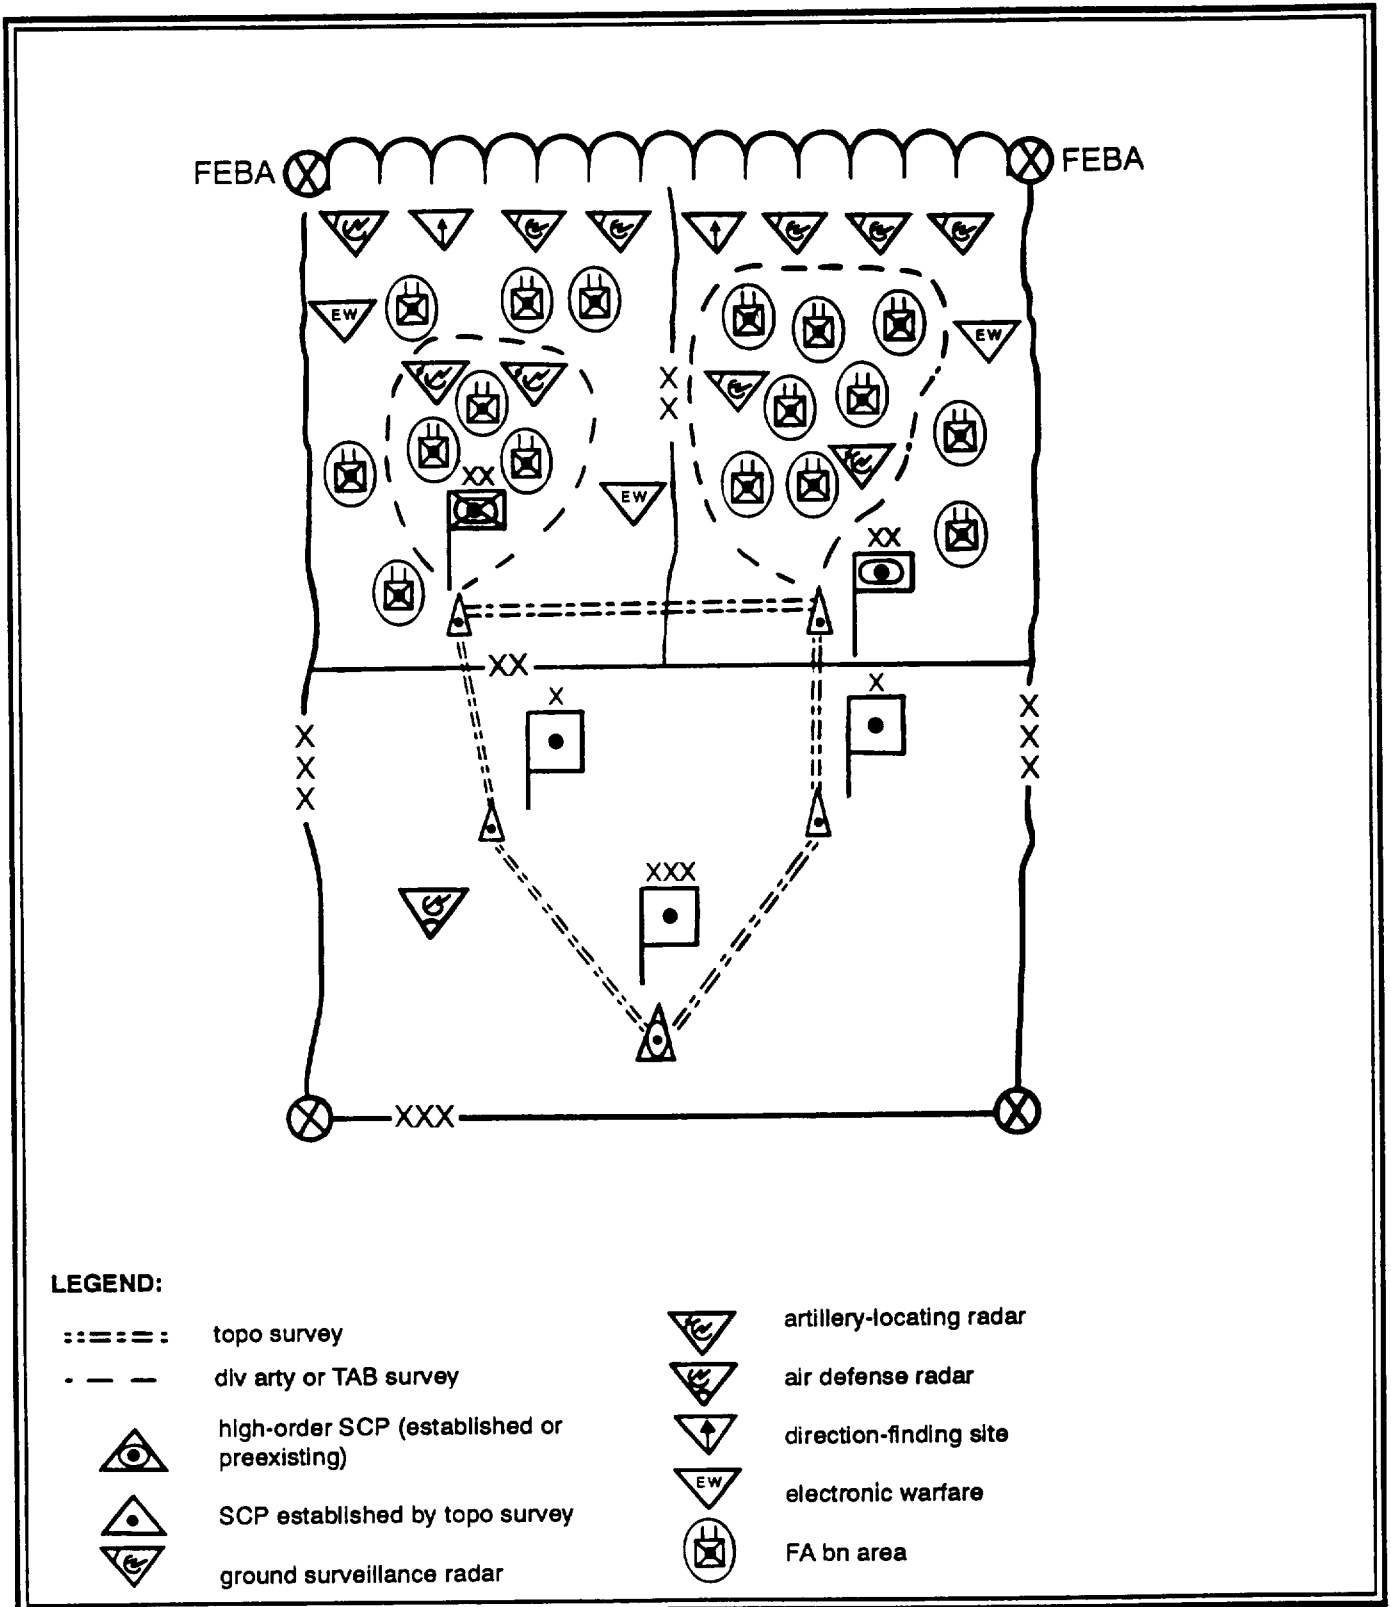 FEBA
FEBA
EW
EW
X
X
XX
EW
XX
XX
X
X
X
X
X
X
X
X
XXX
XXX
LEGEND:
topo survey
div arty or TAB survey
high-order SCP (established or
preexisting)
SCP established by topo survey
ground surveillance radar
artillery-locating radar
air defense radar
direction-finding site
EW
electronic warfare
FA bn area